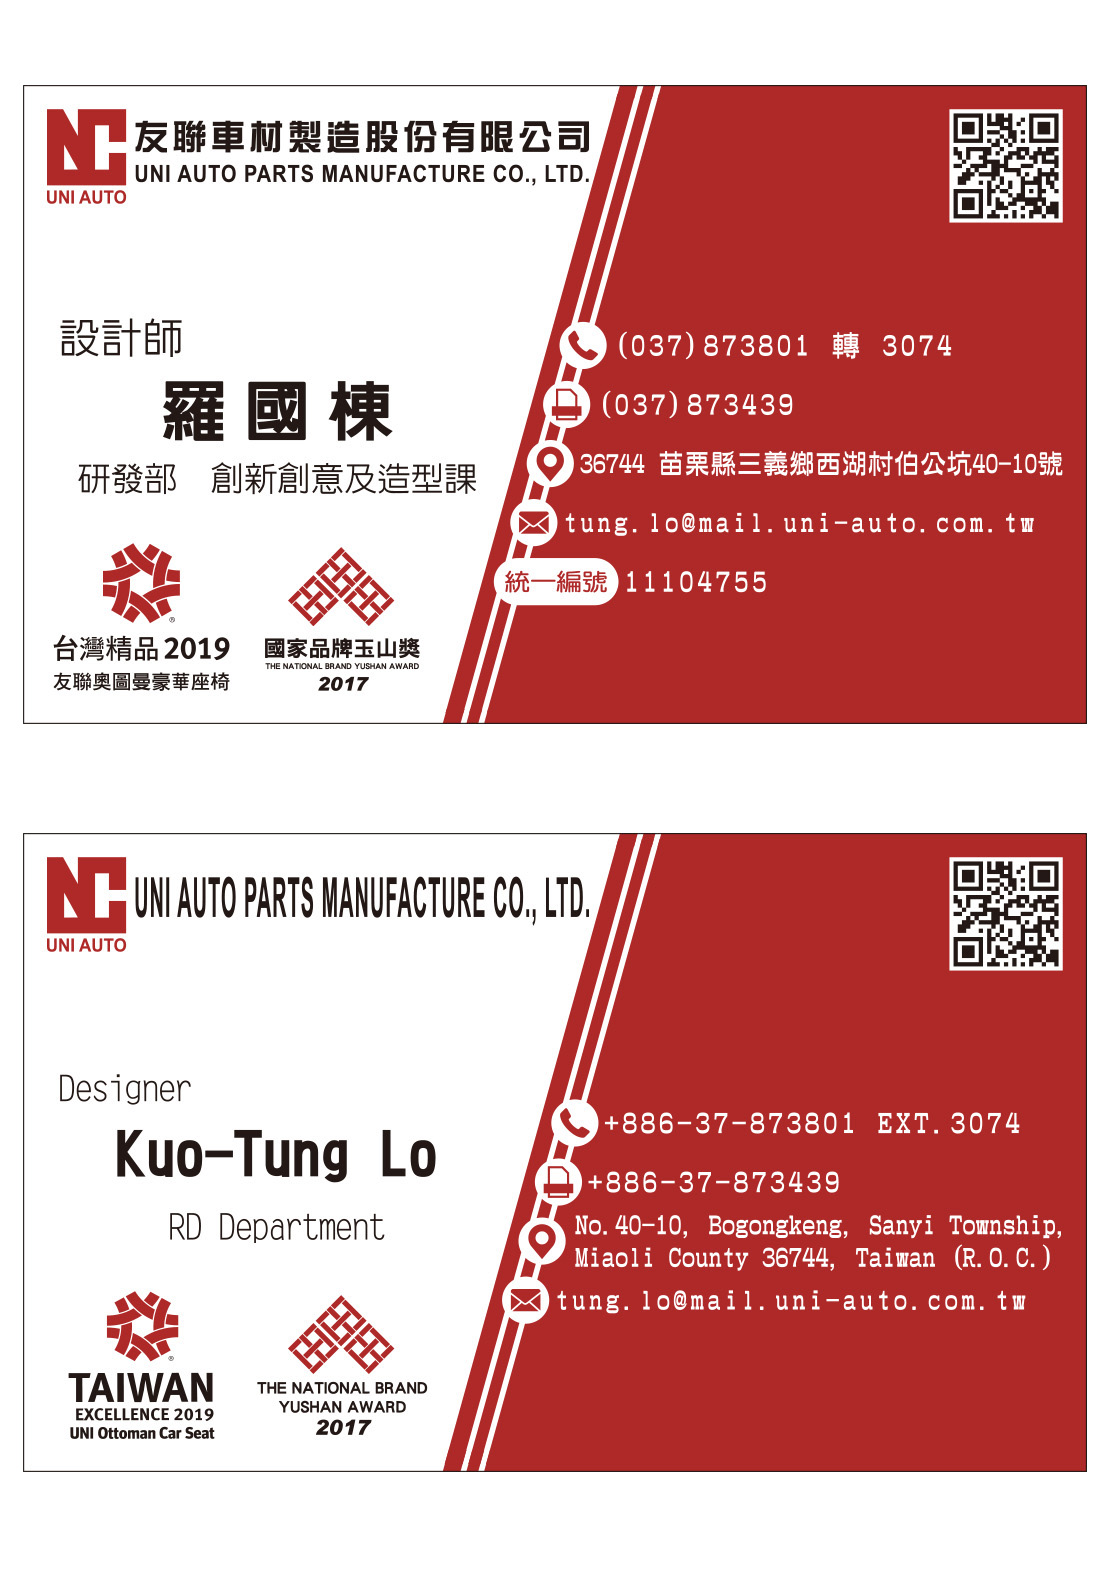 友聯車材製造股份有限公司
UNI AUTO PARTS MANUFACTURE CO., LTD.
UNI AUTO
設計師
羅國棟
研發部 創新創意及造型課
(037)873801 轉 3074
(037)873439
36744 苗栗縣三義鄉西湖村伯公坑40-10號
tung.lo@mail.uni-auto.com.tw
統一編號 11104755
台灣精品2019
友聯奧圖曼豪華座椅
國家品牌玉山獎
THE NATIONAL BRAND YUSHAN AWARD
2017
UNI AUTO PARTS MANUFACTURE CO., LTD.
UNI AUTO
Designer
Kuo-Tung Lo
RD Department
+886-37-873801 EXT.3074
+886-37-873439
No.40-10, Bogongkeng, Sanyi Township,
Miaoli County 36744, Taiwan (R.O.C.)
tung.lo@mail.uni-auto.com.tw
TAIWAN
EXCELLENCE 2019
UNI Ottoman Car Seat
THE NATIONAL BRAND
YUSHAN AWARD
2017